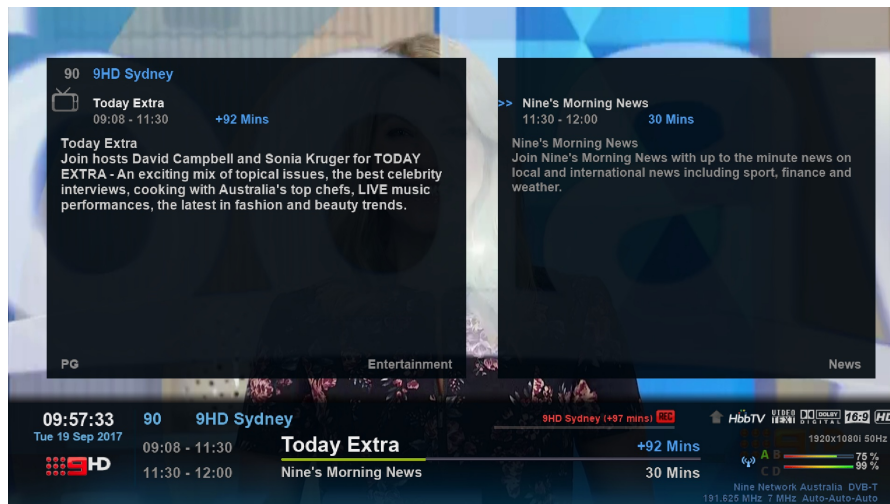 90 9HD Sydney
Today Extra
09:08 - 11:30 +92 Mins
Today Extra
Join hosts David Campbell and Sonia Kruger for TODAY
EXTRA - An exciting mix of topical issues, the best celebrity
interviews, cooking with Australia's top chefs, LIVE music
performances, the latest in fashion and beauty trends.
PG Entertainment
>> Nine's Morning News
11:30 - 12:00 30 Mins
Nine's Morning News
Join Nine's Morning News with up to the minute news on
local and international news including sport, finance and
weather.
News
09:57:33 90 9HD Sydney
Tue 19 Sep 2017
9HD Sydney (+97 mins) REC
HbbTV VIDEO TEXT DOLBY DIGITAL 16:9 HD
09:08 - 11:30 Today Extra +92 Mins
1920x1080i 50Hz
9HD
11:30 - 12:00 Nine's Morning News 30 Mins
A B 75 %
C D 99 %
Nine Network Australia DVB-T
191.625 MHz 7 MHz Auto-Auto-Auto